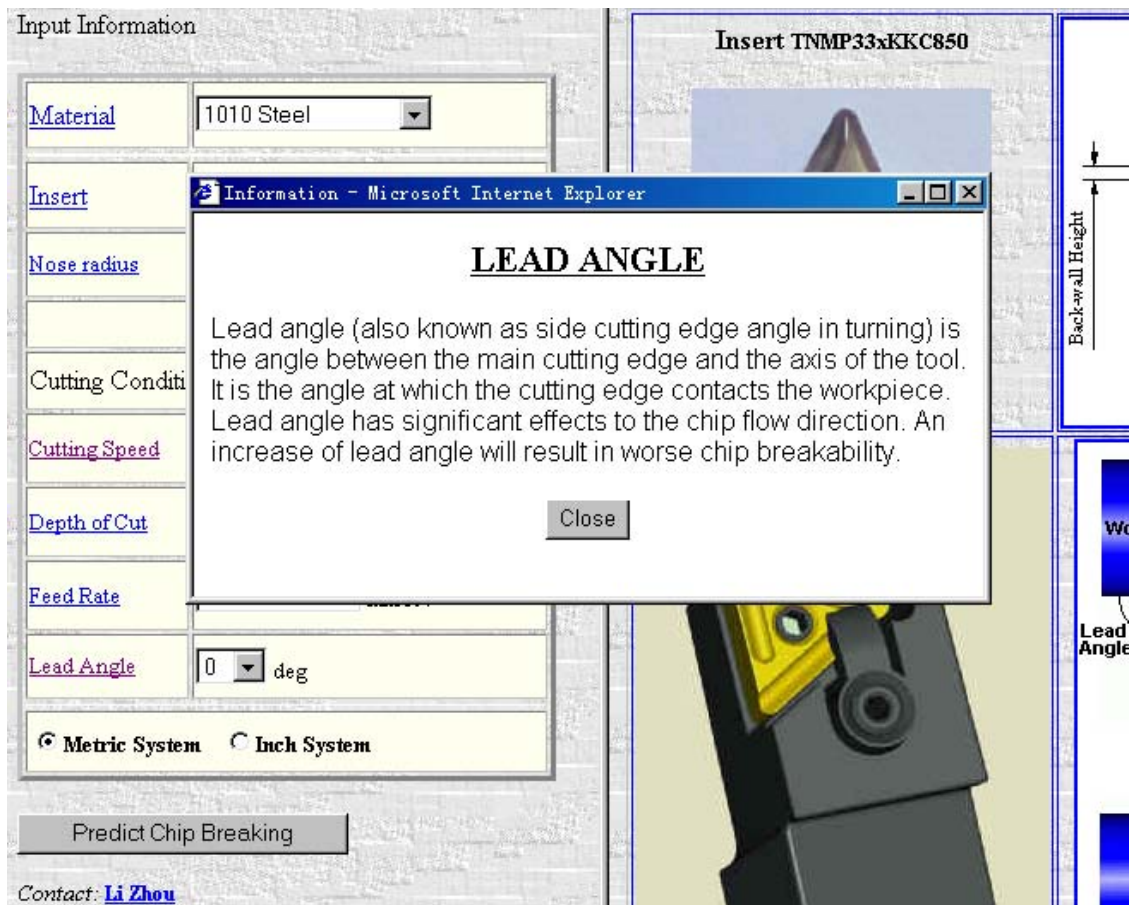 Input Information
Material
1010 Steel
Insert
Nose radius
Cutting Conditi
Cutting Speed
Depth of Cut
Feed Rate
Lead Angle
0
deg
Metric System
Inch System
Predict Chip Breaking
Contact: Li Zhou
Information - Microsoft Internet Explorer
LEAD ANGLE
Lead angle (also known as side cutting edge angle in turning) is
the angle between the main cutting edge and the axis of the tool.
It is the angle at which the cutting edge contacts the workpiece.
Lead angle has significant effects to the chip flow direction. An
increase of lead angle will result in worse chip breakability.
Close
Insert TNMP33xKKC850
Back-wall Height
Wo
Lead
Angle